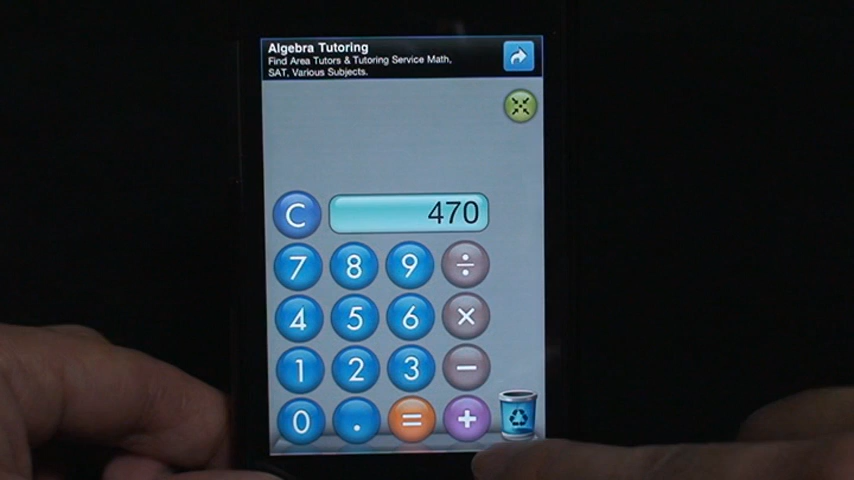 Algebra Tutoring
Find Area Tutors & Tutoring Service Math,
SAT, Various Subjects.
C 470
7 8 9 ÷
4 5 6 ×
1 2 3 −
0 . = +